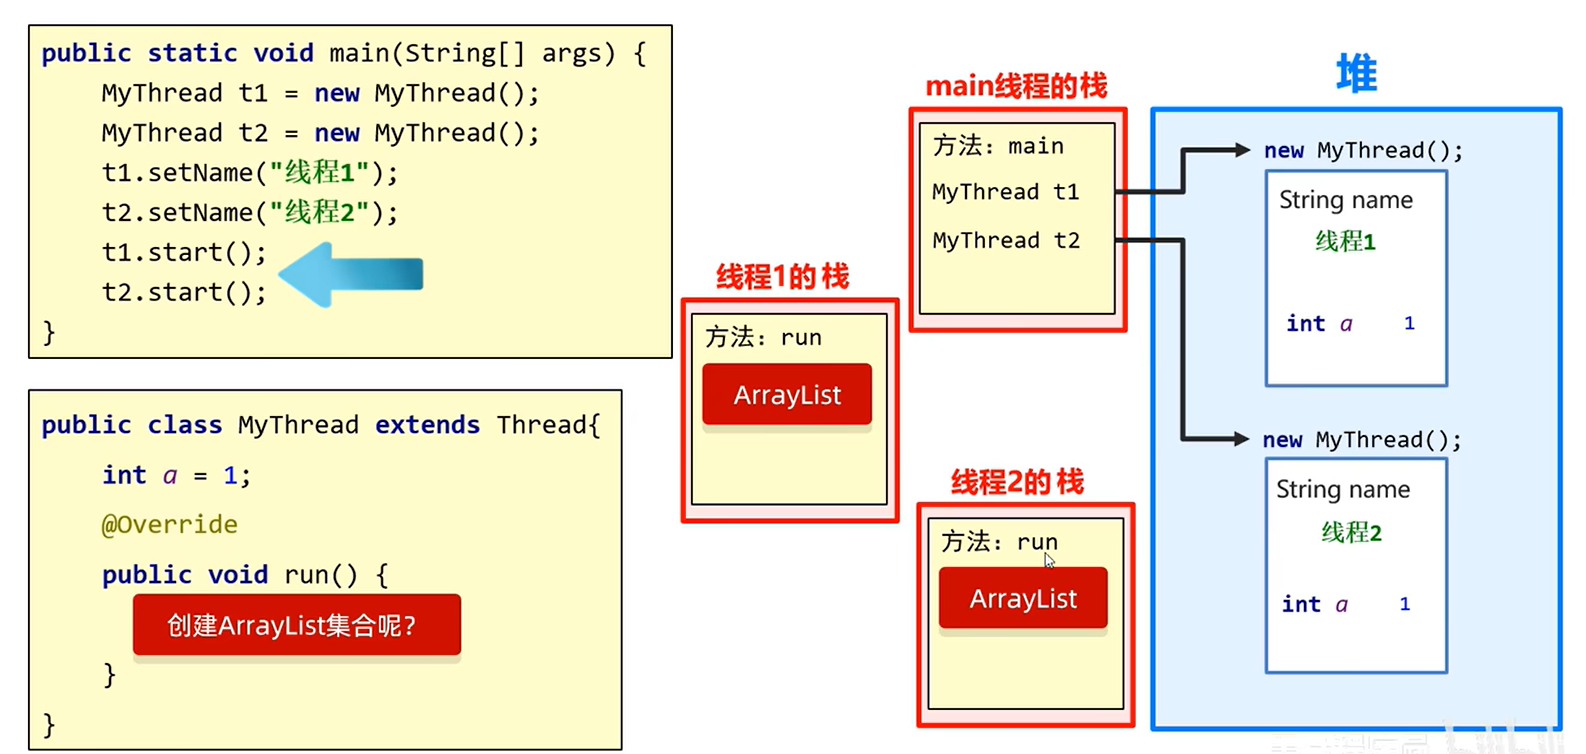 public static void main(String[] args) {
MyThread t1 = new MyThread();
MyThread t2 = new MyThread();
t1.setName("线程1");
t2.setName("线程2");
t1.start();
t2.start();
}
public class MyThread extends Thread{
int a = 1;
@Override
public void run() {
创建ArrayList集合呢?
}
}
线程1的栈
方法: run
ArrayList
main线程的栈
方法: main
MyThread t1
MyThread t2
线程2的栈
方法: run
ArrayList
堆
new MyThread();
String name
线程1
int a 1
new MyThread();
String name
线程2
int a 1